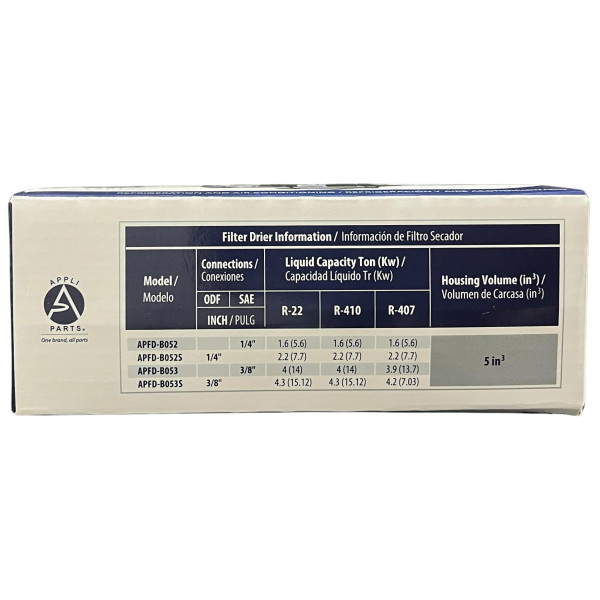 REFRIGERATION AND AIR CONDITIONING /
Filter Drier Information / Información de Filtro Secador
Model / Modelo
Connections / Conexiones
ODF SAE
INCH / PULG
Liquid Capacity Ton (Kw) /
Capacidad Líquido Tr (Kw)
R-22 R-410 R-407
Housing Volume (in³) /
Volumen de Carcasa (in³)
APFD-B052 1/4" 1.6 (5.6) 1.6 (5.6) 1.6 (5.6)
APFD-B052S 1/4" 2.2 (7.7) 2.2 (7.7) 2.2 (7.7)
APFD-B053 3/8" 4 (14) 4 (14) 3.9 (13.7)
APFD-B053S 3/8" 4.3 (15.12) 4.3 (15.12) 4.2 (7.03)
5 in³
APPLI
PARTS®
One brand, all parts